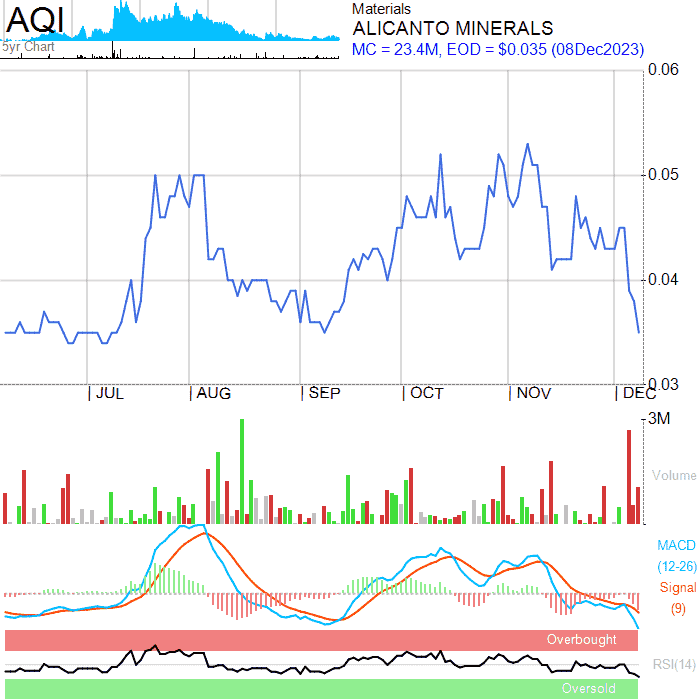 AQI
5yr Chart
Materials
ALICANTO MINERALS
MC = 23.4M, EOD = $0.035 (08Dec2023)
0.06
0.05
0.04
0.03
JUL
AUG
SEP
OCT
NOV
DEC
3M
Volume
MACD
(12-26)
Signal
(9)
Overbought
RSI(14)
Oversold